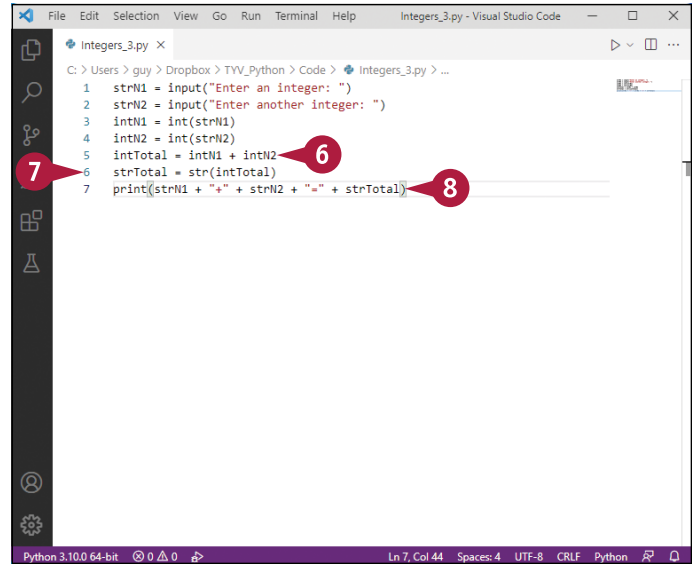 File Edit Selection View Go Run Terminal Help Integers_3.py - Visual Studio Code
Integers_3.py
C: > Users > guy > Dropbox > TYV_Python > Code > Integers_3.py > ...
1 strN1 = input("Enter an integer: ")
2 strN2 = input("Enter another integer: ")
3 intN1 = int(strN1)
4 intN2 = int(strN2)
5 intTotal = intN1 + intN2 6
7 6 strTotal = str(intTotal)
7 print(strN1 + "+" + strN2 + "=" + strTotal) 8
Python 3.10.0 64-bit 0 0 Ln 7, Col 44 Spaces: 4 UTF-8 CRLF Python